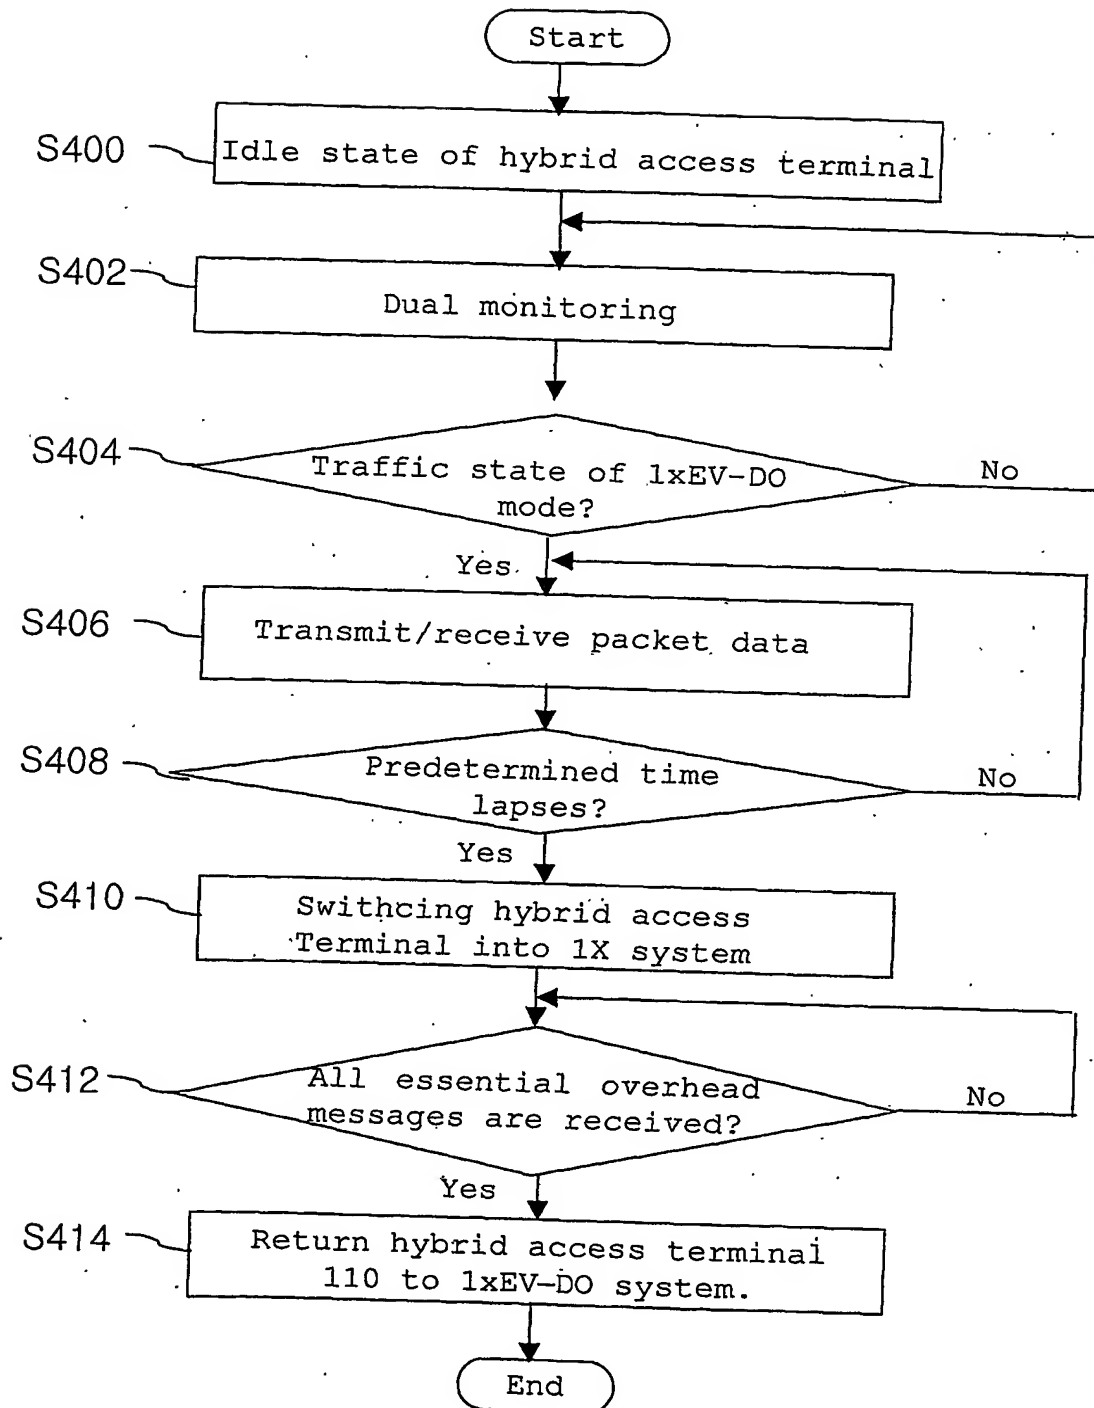 Start
S400
Idle state of hybrid access terminal
S402
Dual monitoring
S404
Traffic state of 1xEV-DO
mode?
No
Yes
S406
Transmit/receive packet data
S408
Predetermined time
lapses?
No
Yes
S410
Swithcing hybrid access
Terminal into 1X system
S412
All essential overhead
messages are received?
No
Yes
S414
Return hybrid access terminal
110 to 1xEV-DO system.
End